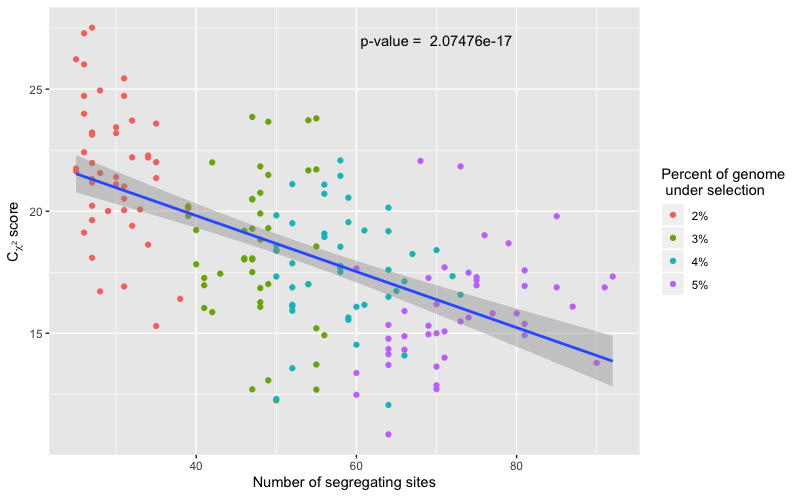 p-value =  2.07476e-17
25
20
15
Cχ² score
40
60
80
Number of segregating sites
Percent of genome
under selection
2%
3%
4%
5%